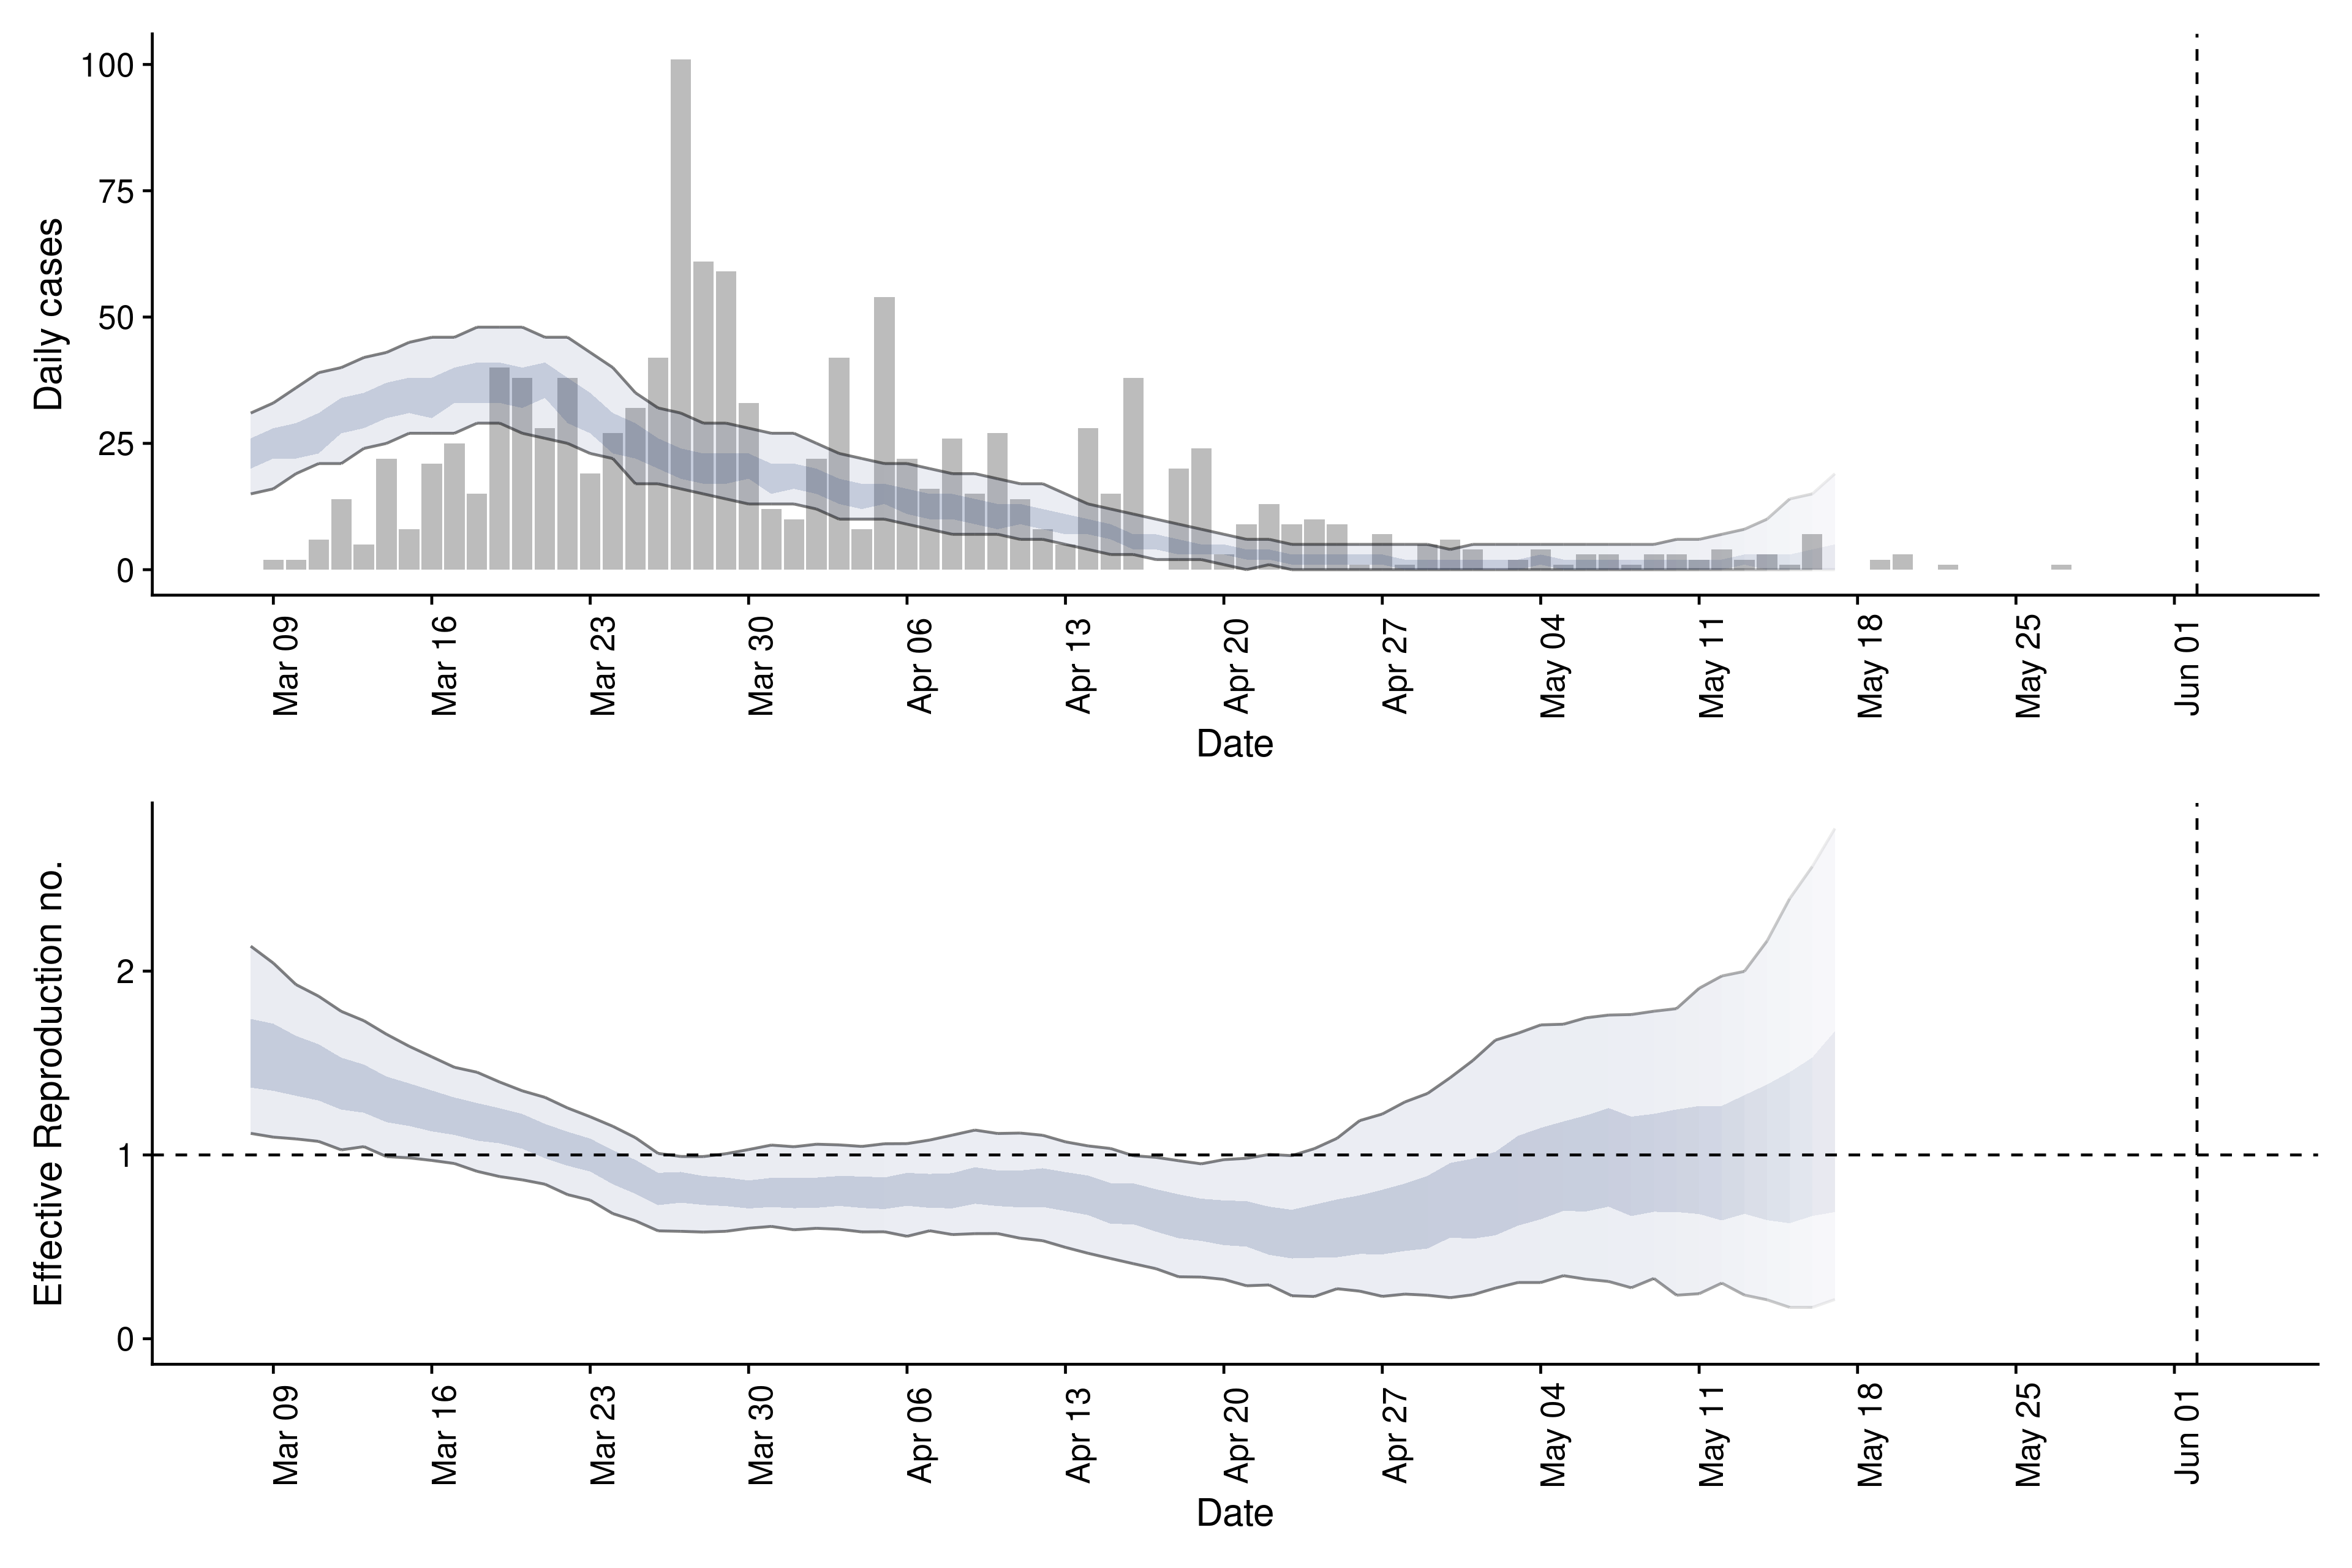 Daily cases
100
75
50
25
0
Mar 09
Mar 16
Mar 23
Mar 30
Apr 06
Apr 13
Apr 20
Apr 27
May 04
May 11
May 18
May 25
Jun 01
Date
Effective Reproduction no.
2
1
0
Mar 09
Mar 16
Mar 23
Mar 30
Apr 06
Apr 13
Apr 20
Apr 27
May 04
May 11
May 18
May 25
Jun 01
Date